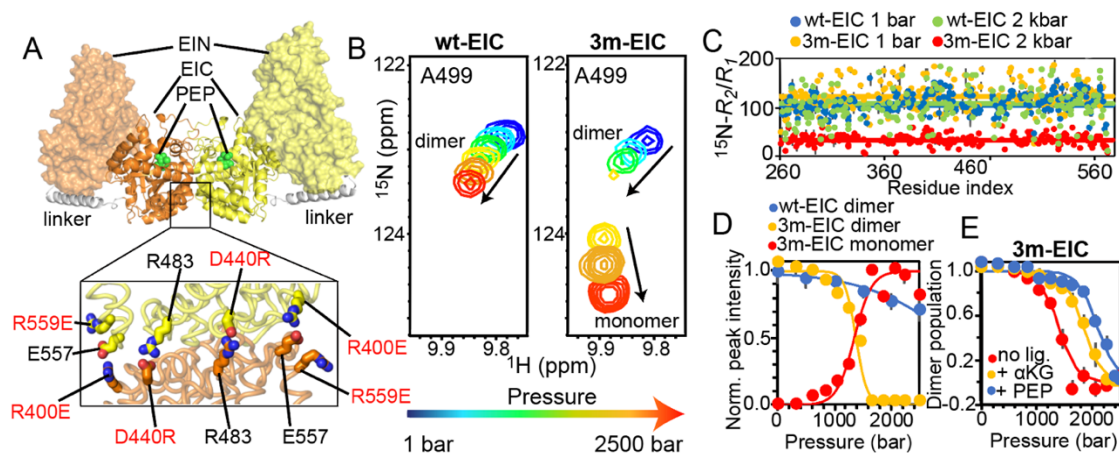 A
EIN
EIC
PEP
linker
linker
R483
D440R
R559E
E557
R400E
R400E
R559E
D440R
R483
E557
B
wt-EIC
3m-EIC
122
A499
dimer
124
9.9
9.8
15N (ppm)
122
A499
dimer
124
monomer
9.9
9.8
1H (ppm)
Pressure
1 bar
2500 bar
C
wt-EIC 1 bar
wt-EIC 2 kbar
3m-EIC 1 bar
3m-EIC 2 kbar
15N-R2/R1
200
100
0
260
360
460
560
Residue index
D
wt-EIC dimer
3m-EIC dimer
3m-EIC monomer
Norm. peak intensity
1.0
0.5
0
0
1000
2000
Pressure (bar)
E
3m-EIC
Dimer population
1.0
0.6
0.2
-0.2
no lig.
+ αKG
+ PEP
0
1000
2000
Pressure (bar)